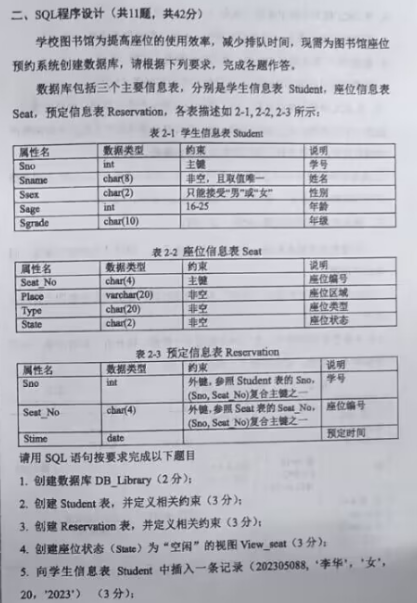 二、SQL程序设计（共11题，共42分）
学校图书馆为提高座位的使用效率，减少排队时间，现需为图书馆座位
预约系统创建数据库，请根据下列要求，完成各题作答。
数据库包括三个主要信息表，分别是学生信息表 Student，座位信息表
Seat，预定信息表 Reservation，各表描述如 2-1, 2-2, 2-3 所示：
表 2-1 学生信息表 Student
属性名 数据类型 约束 说明
Sno int 主键 学号
Sname char(8) 非空，且取值唯一 姓名
Ssex char(2) 只能接受“男”或“女” 性别
Sage int 16-25 年龄
Sgrade char(10) 年级
表 2-2 座位信息表 Seat
属性名 数据类型 约束 说明
Seat_No char(4) 主键 座位编号
Place varchar(20) 非空 座位区域
Type char(20) 非空 座位类型
State char(2) 非空 座位状态
表 2-3 预定信息表 Reservation
属性名 数据类型 约束 说明
Sno int 外键，参照 Student 表的 Sno, 学号
(Sno, Seat_No)复合主键之一
Seat_No char(4) 外键，参照 Seat 表的 Seat_No, 座位编号
(Sno, Seat_No)复合主键之一
Stime date 预定时间
请用 SQL 语句按要求完成以下题目
1. 创建数据库 DB_Library（2 分）；
2. 创建 Student 表，并定义相关约束（3 分）；
3. 创建 Reservation 表，并定义相关约束（3 分）；
4. 创建座位状态（State）为“空闲”的视图 View_seat（3 分）；
5. 向学生信息表 Student 中插入一条记录（202305088, ‘李华’, ‘女’,
20, ‘2023’）（3 分）；